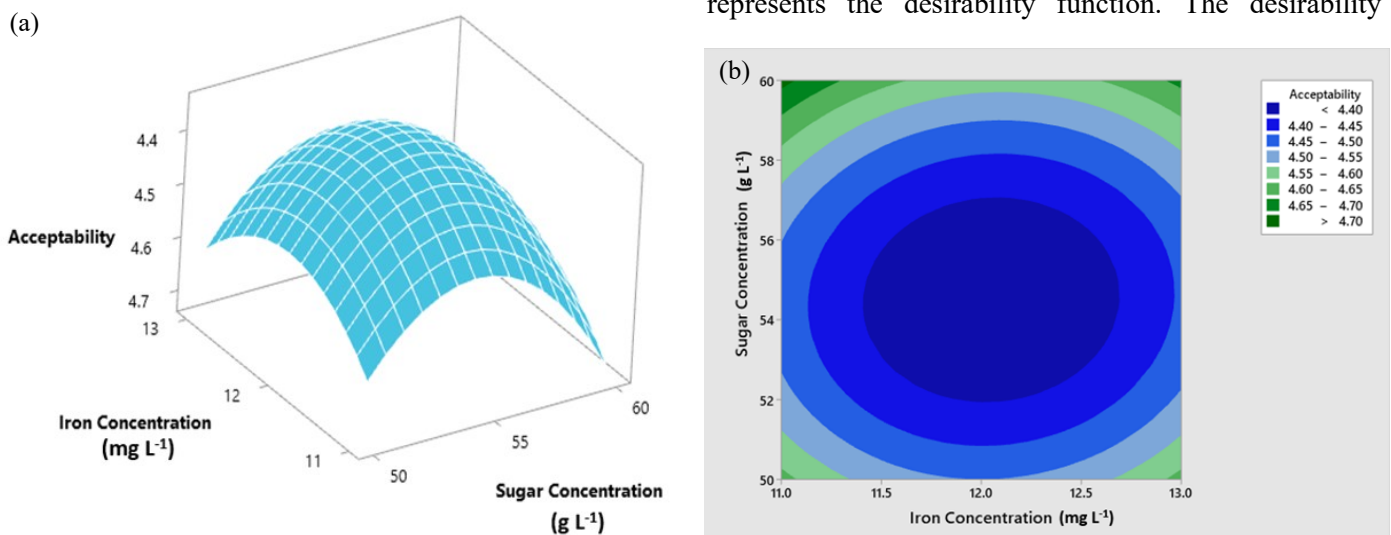 represents the desirability function. The desirability
(a)
4.4
4.5
Acceptability
4.6
4.7
13
12
Iron Concentration
(mg L-1)
11
50
55
60
Sugar Concentration
(g L-1)
(b)
60
58
56
54
52
50
Sugar Concentration (g L-1)
11.0 11.5 12.0 12.5 13.0
Iron Concentration (mg L-1)
Acceptability
< 4.40
4.40 – 4.45
4.45 – 4.50
4.50 – 4.55
4.55 – 4.60
4.60 – 4.65
4.65 – 4.70
> 4.70